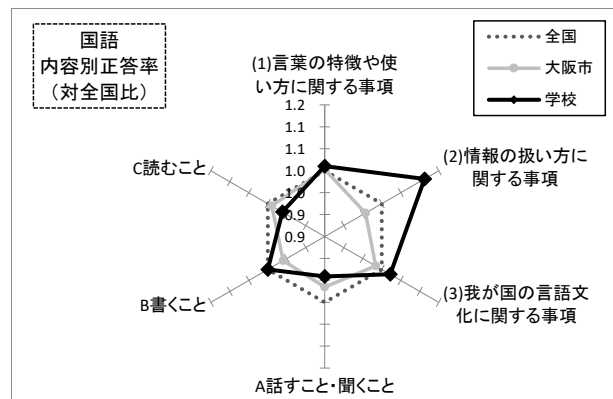 国語
内容別正答率
（対全国比）
全国
大阪市
学校
(1)言葉の特徴や使
い方に関する事項
1.2
1.1
1.1
1.0
1.0
0.9
0.9
(2)情報の扱い方に
関する事項
(3)我が国の言語文
化に関する事項
A話すこと・聞くこと
B書くこと
C読むこと